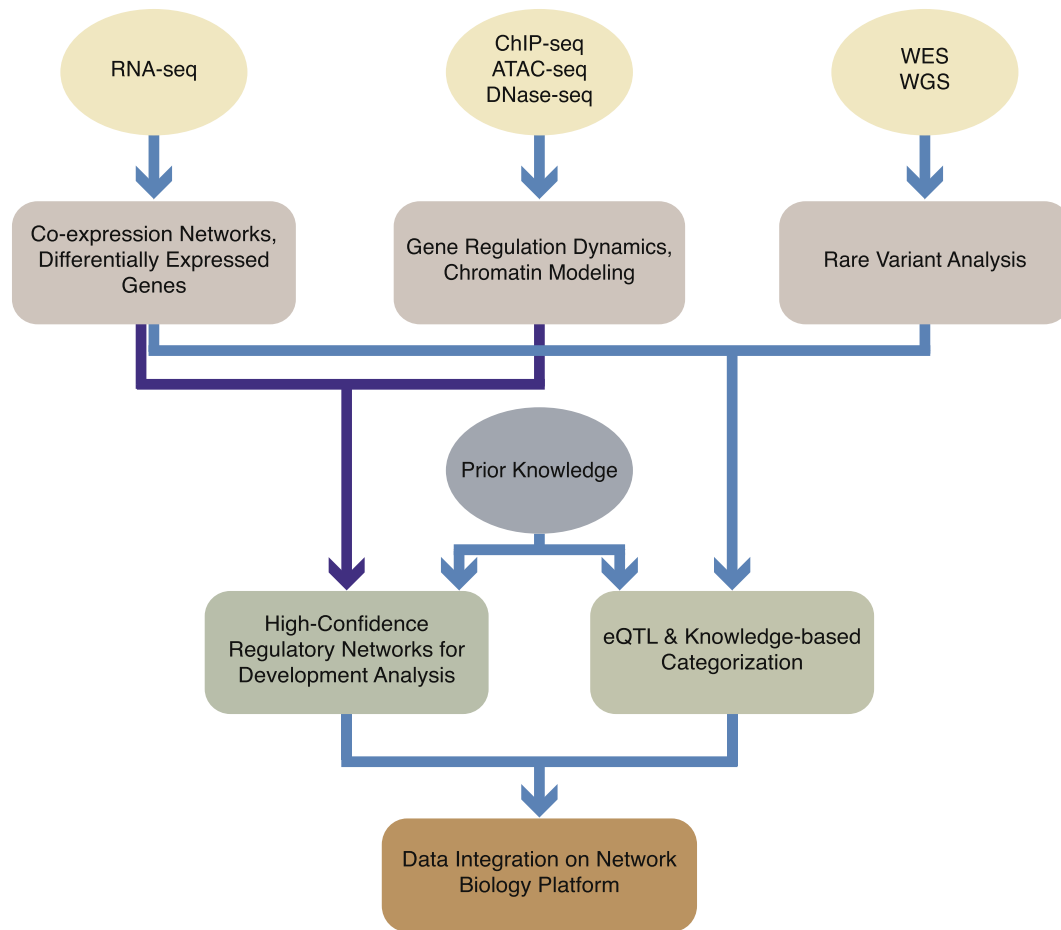 RNA-seq
ChIP-seq
ATAC-seq
DNase-seq
WES
WGS
Co-expression Networks,
Differentially Expressed
Genes
Gene Regulation Dynamics,
Chromatin Modeling
Rare Variant Analysis
Prior Knowledge
High-Confidence
Regulatory Networks for
Development Analysis
eQTL & Knowledge-based
Categorization
Data Integration on Network
Biology Platform